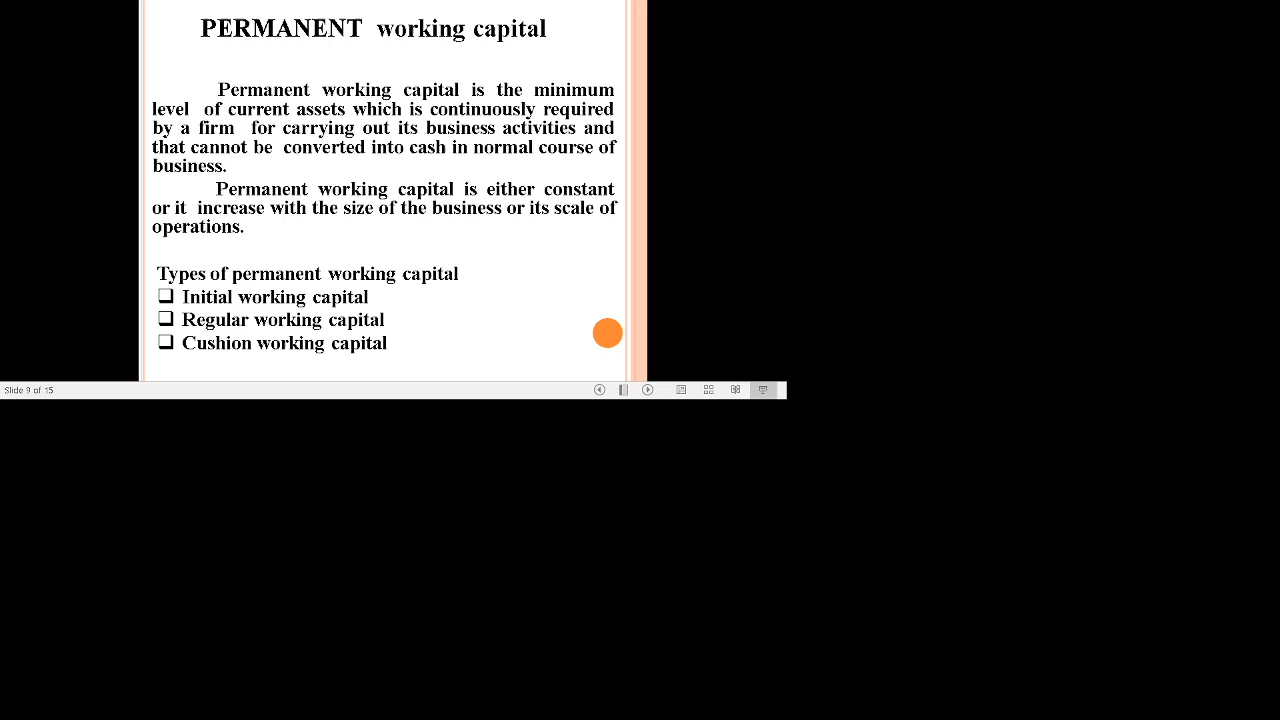 PERMANENT working capital
Permanent working capital is the minimum
level of current assets which is continuously required
by a firm for carrying out its business activities and
that cannot be converted into cash in normal course of
business.
Permanent working capital is either constant
or it increase with the size of the business or its scale of
operations.
Types of permanent working capital
❑ Initial working capital
❑ Regular working capital
❑ Cushion working capital
Slide 9 of 15